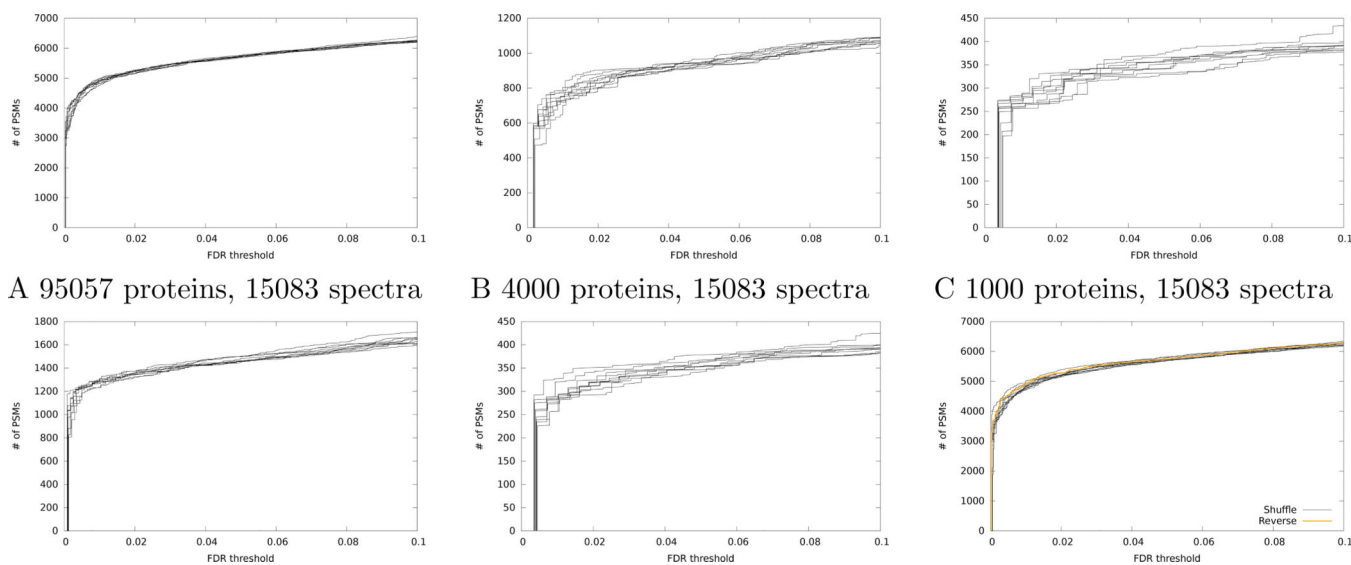 7000
6000
5000
4000
3000
2000
1000
0
# of PSMs
0 0.02 0.04 0.06 0.08 0.1
FDR threshold
1200
1000
800
600
400
200
0
# of PSMs
0 0.02 0.04 0.06 0.08 0.1
FDR threshold
450
400
350
300
250
200
150
100
50
0
# of PSMs
0 0.02 0.04 0.06 0.08 0.1
FDR threshold
A 95057 proteins, 15083 spectra
B 4000 proteins, 15083 spectra
C 1000 proteins, 15083 spectra
1800
1600
1400
1200
1000
800
600
400
200
0
# of PSMs
0 0.02 0.04 0.06 0.08 0.1
FDR threshold
450
400
350
300
250
200
150
100
50
0
# of PSMs
0 0.02 0.04 0.06 0.08 0.1
FDR threshold
7000
6000
5000
4000
3000
2000
1000
0
# of PSMs
Shuffle
Reverse
0 0.02 0.04 0.06 0.08 0.1
FDR threshold